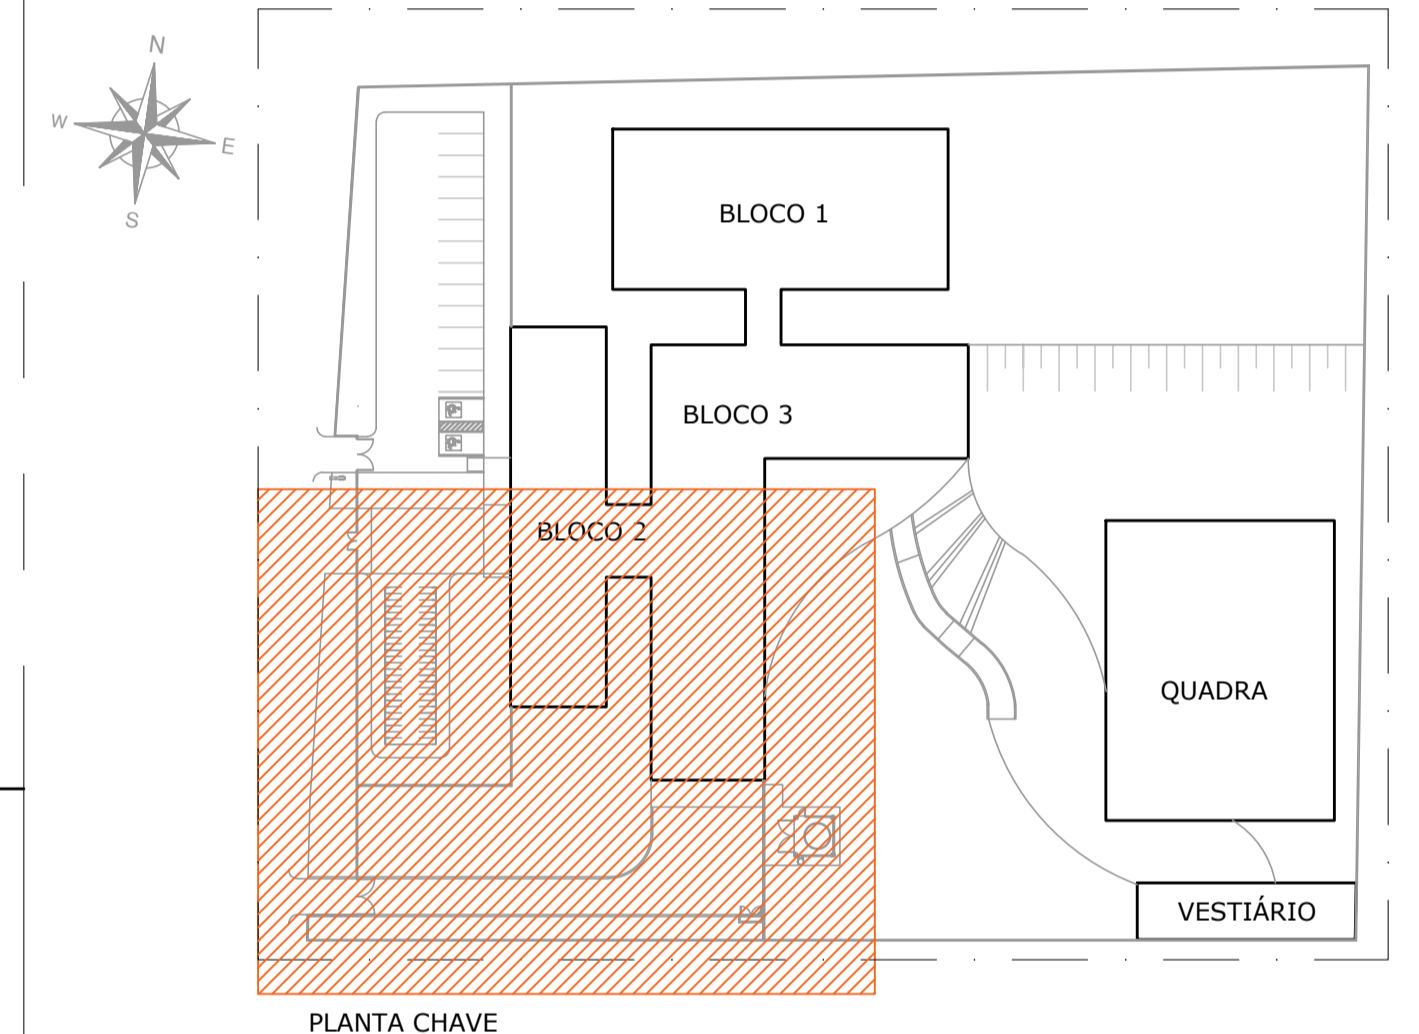 N
W
E
S
BLOCO 1
BLOCO 3
BLOCO 2
QUADRA
VESTIÁRIO
PLANTA CHAVE